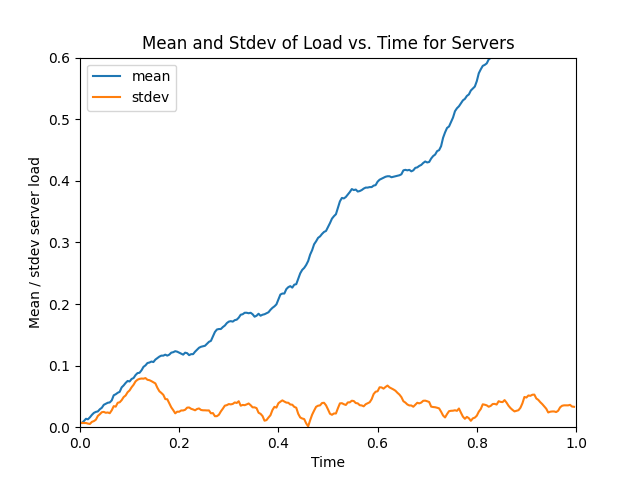 Mean and Stdev of Load vs. Time for Servers
mean
stdev
Mean / stdev server load
0.6
0.5
0.4
0.3
0.2
0.1
0.0
0.0 0.2 0.4 0.6 0.8 1.0
Time